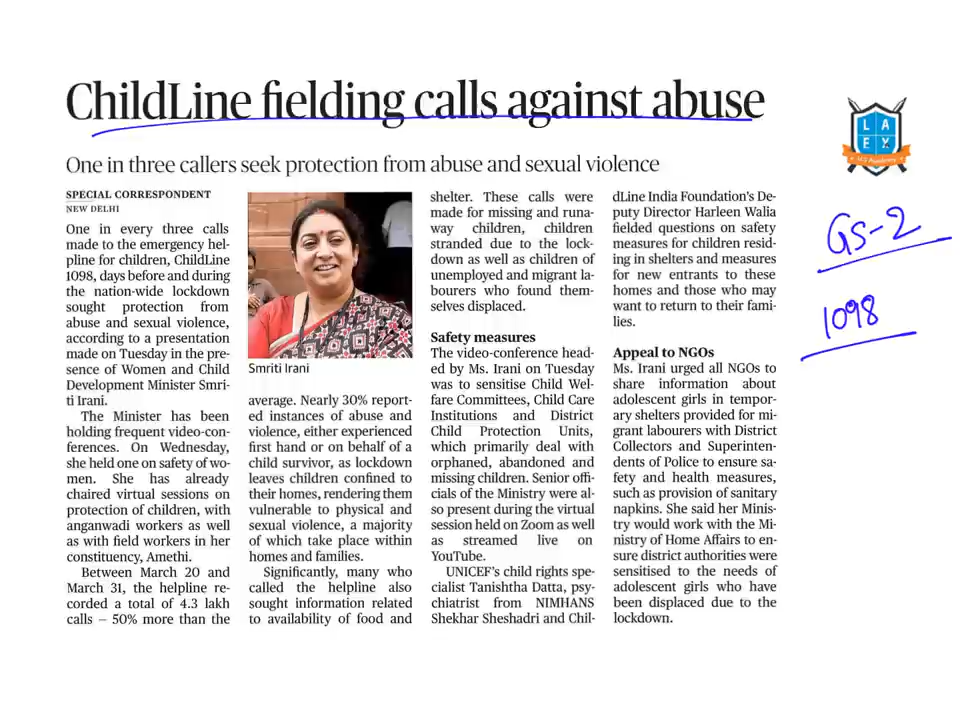 ChildLine fielding calls against abuse
One in three callers seek protection from abuse and sexual violence
SPECIAL CORRESPONDENT
NEW DELHI
One in every three calls
made to the emergency hel-
pline for children, ChildLine
1098, days before and during
the nation-wide lockdown
sought protection from
abuse and sexual violence,
according to a presentation
made on Tuesday in the pre-
sence of Women and Child
Development Minister Smri-
ti Irani.
The Minister has been
holding frequent video-con-
ferences. On Wednesday,
she held one on safety of wo-
men. She has already
chaired virtual sessions on
protection of children, with
anganwadi workers as well
as with field workers in her
constituency, Amethi.
Between March 20 and
March 31, the helpline re-
corded a total of 4.3 lakh
calls — 50% more than the
Smriti Irani
average. Nearly 30% report-
ed instances of abuse and
violence, either experienced
first hand or on behalf of a
child survivor, as lockdown
leaves children confined to
their homes, rendering them
vulnerable to physical and
sexual violence, a majority
of which take place within
homes and families.
Significantly, many who
called the helpline also
sought information related
to availability of food and
shelter. These calls were
made for missing and runa-
way children, children
stranded due to the lock-
down as well as children of
unemployed and migrant la-
bourers who found them-
selves displaced.
Safety measures
The video-conference head-
ed by Ms. Irani on Tuesday
was to sensitise Child Wel-
fare Committees, Child Care
Institutions and District
Child Protection Units,
which primarily deal with
orphaned, abandoned and
missing children. Senior offi-
cials of the Ministry were al-
so present during the virtual
session held on Zoom as well
as streamed live on
YouTube.
UNICEF's child rights spe-
cialist Tanishtha Datta, psy-
chiatrist from NIMHANS
Shekhar Sheshadri and Chil-
dLine India Foundation's De-
puty Director Harleen Walia
fielded questions on safety
measures for children resid-
ing in shelters and measures
for new entrants to these
homes and those who may
want to return to their fami-
lies.
Appeal to NGOs
Ms. Irani urged all NGOs to
share information about
adolescent girls in tempor-
ary shelters provided for mi-
grant labourers with District
Collectors and Superinten-
dents of Police to ensure sa-
fety and health measures,
such as provision of sanitary
napkins. She said her Minis-
try would work with the Mi-
nistry of Home Affairs to en-
sure district authorities were
sensitised to the needs of
adolescent girls who have
been displaced due to the
lockdown.
L A
E X
GS-2
1098